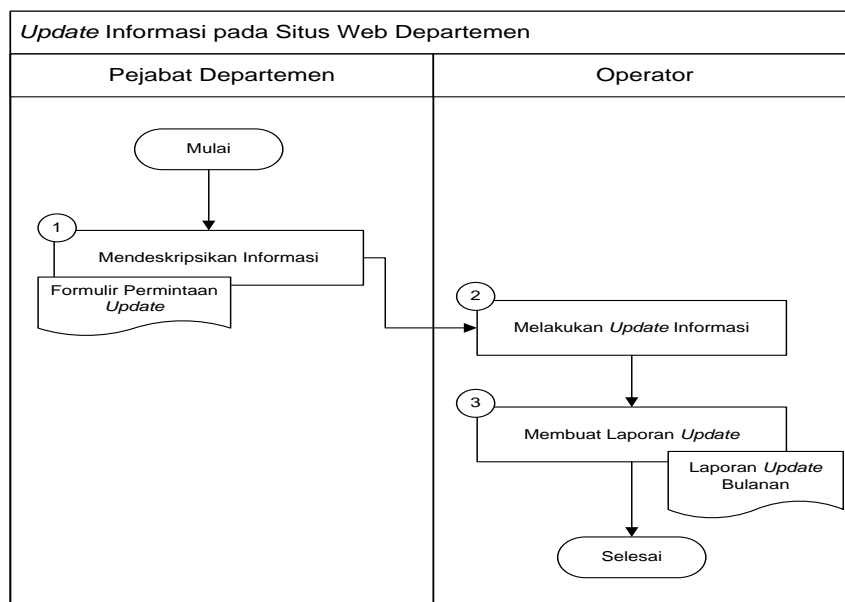 Update Informasi pada Situs Web Departemen
Pejabat Departemen
Operator
Mulai
1
Mendeskripsikan Informasi
Formulir Permintaan
Update
2
Melakukan Update Informasi
3
Membuat Laporan Update
Laporan Update
Bulanan
Selesai